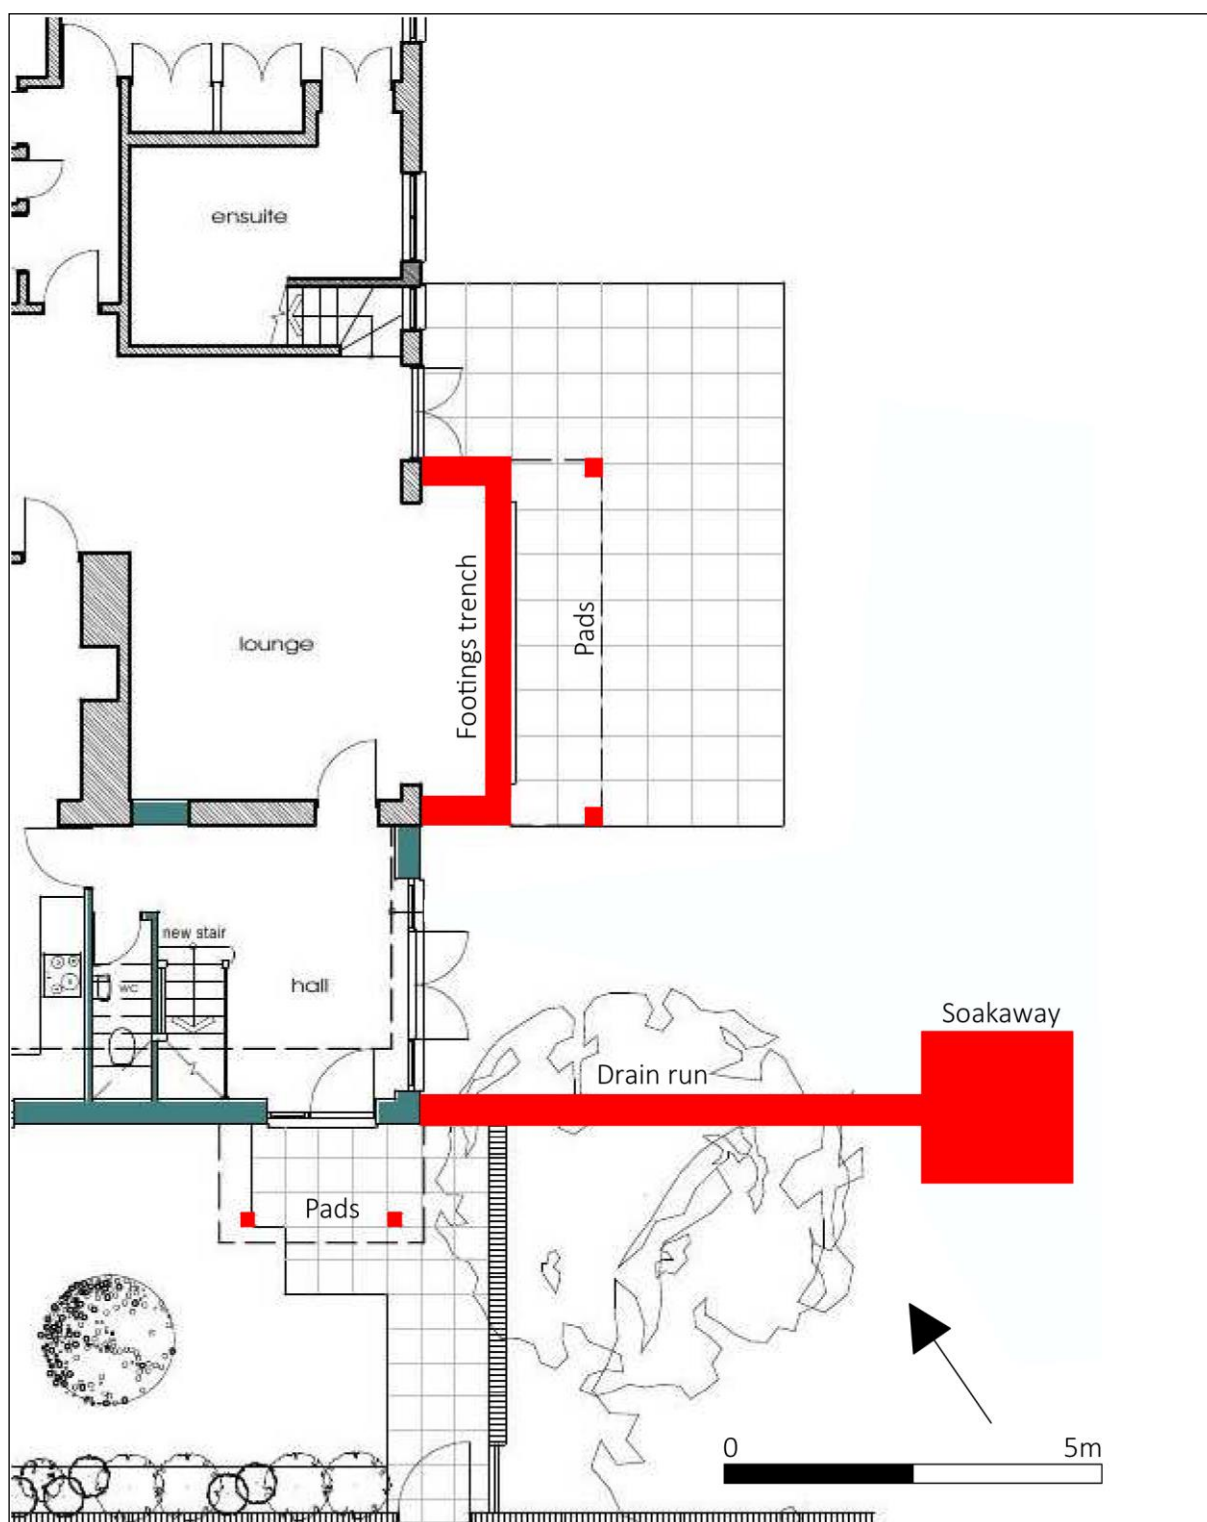 ensuite
lounge
Footings trench
Pads
new stair
wc
hall
Soakaway
Drain run
Pads
0 5m